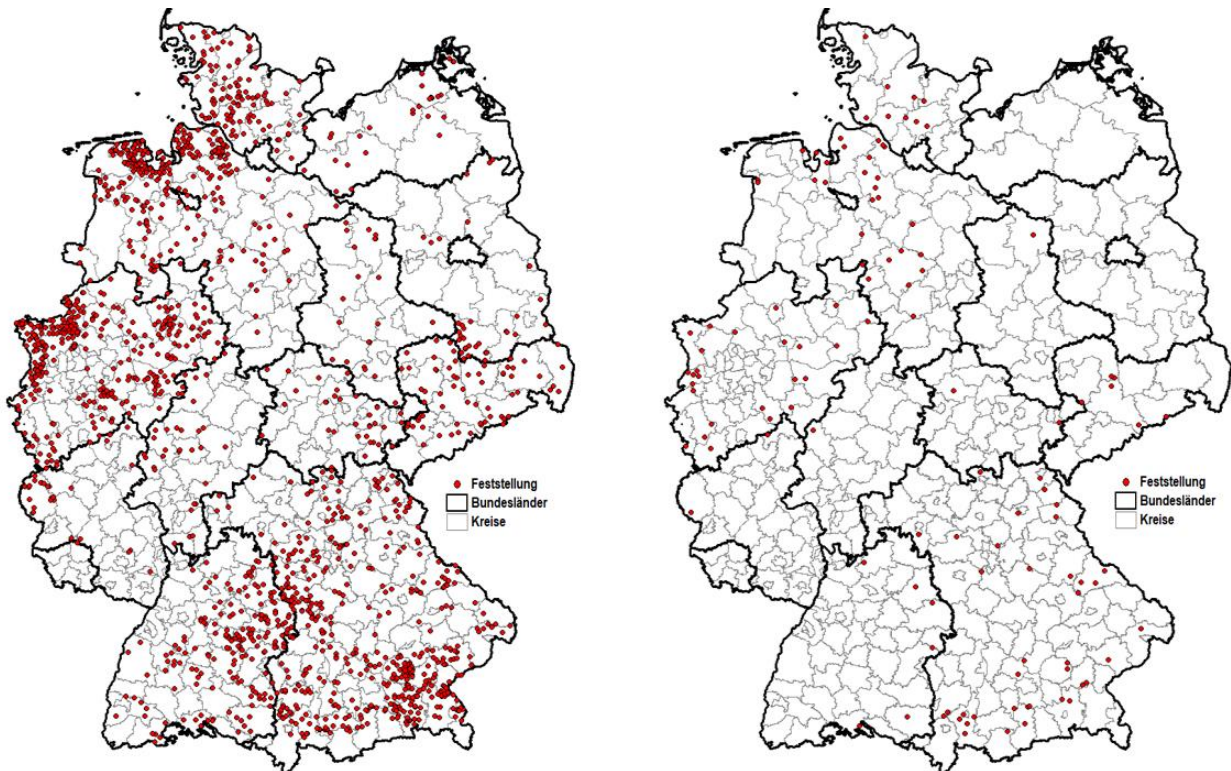 Feststellung
Bundesländer
Kreise
Feststellung
Bundesländer
Kreise